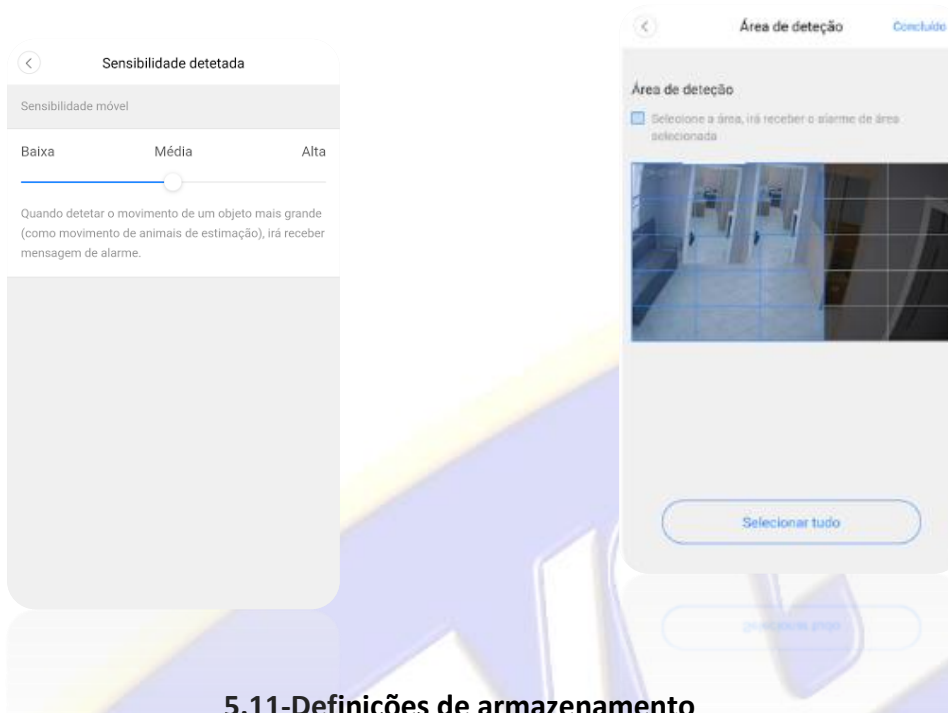 Sensibilidade detetada
Sensibilidade móvel
Baixa Média Alta
Quando detetar o movimento de um objeto mais grande
(como movimento de animais de estimação), irá receber
mensagem de alarme.
Área de deteção Concluído
Área de deteção
Selecione a área, irá receber o alarme de área
selecionada
Selecionar tudo
5.11-Definições de armazenamento